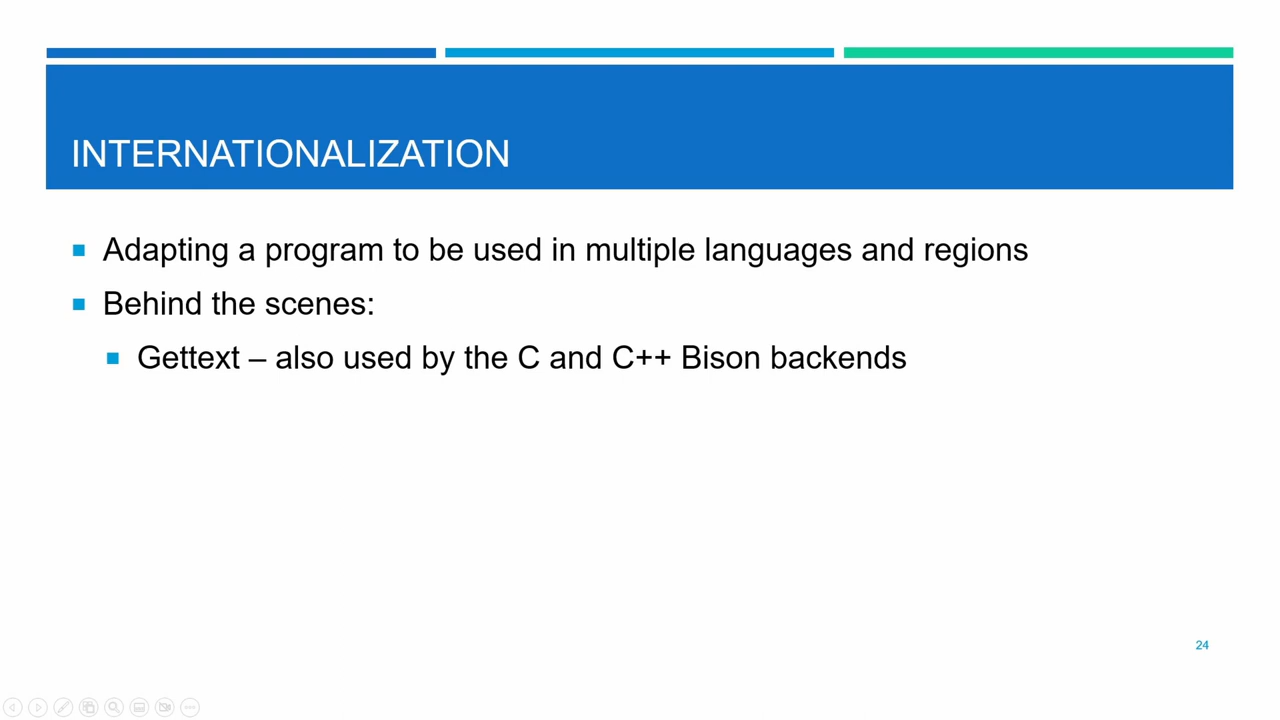 INTERNATIONALIZATION
Adapting a program to be used in multiple languages and regions
Behind the scenes:
Gettext – also used by the C and C++ Bison backends
24